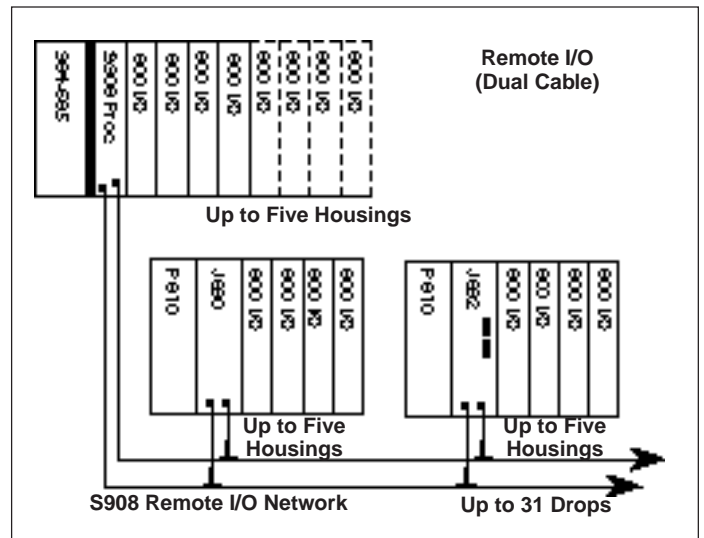 Remote I/O
(Dual Cable)
984-685
S908 Proc
800 I/O
800 I/O
800 I/O
800 I/O
800 I/O
800 I/O
800 I/O
800 I/O
Up to Five Housings
P810
J890
800 I/O
800 I/O
800 I/O
800 I/O
Up to Five
Housings
P810
J892
800 I/O
800 I/O
800 I/O
800 I/O
Up to Five
Housings
S908 Remote I/O Network
Up to 31 Drops